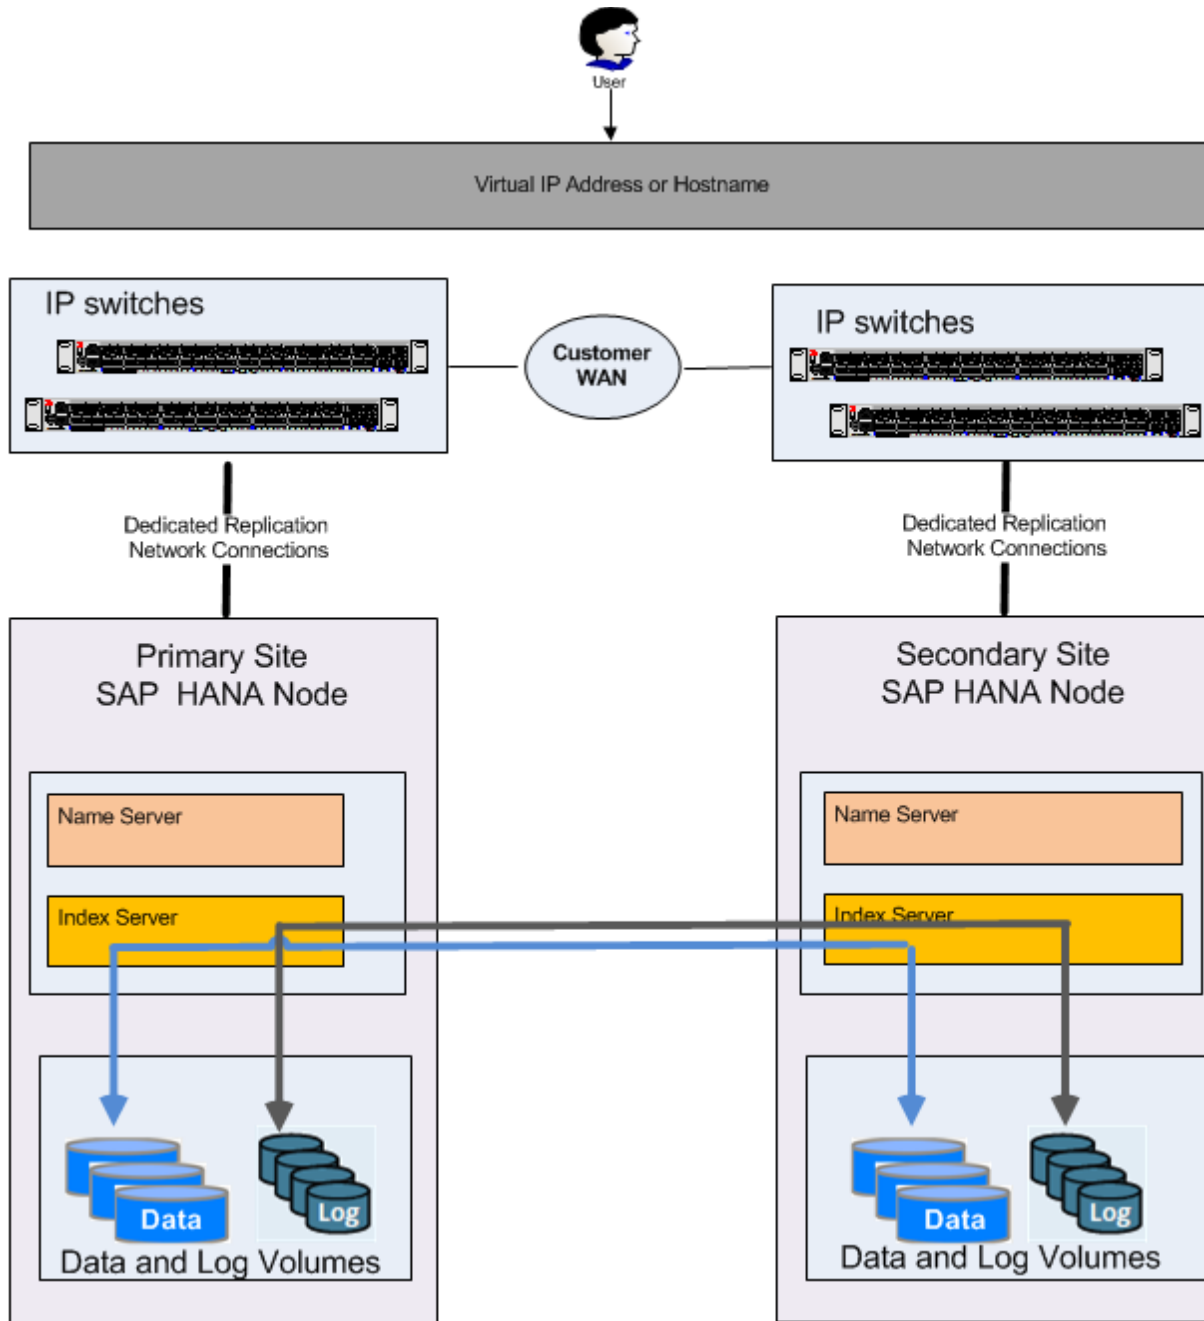 User
Virtual IP Address or Hostname
IP switches
IP switches
Customer
WAN
Dedicated Replication
Network Connections
Dedicated Replication
Network Connections
Primary Site
SAP HANA Node
Secondary Site
SAP HANA Node
Name Server
Index Server
Name Server
Index Server
Data
Log
Data and Log Volumes
Data
Log
Data and Log Volumes